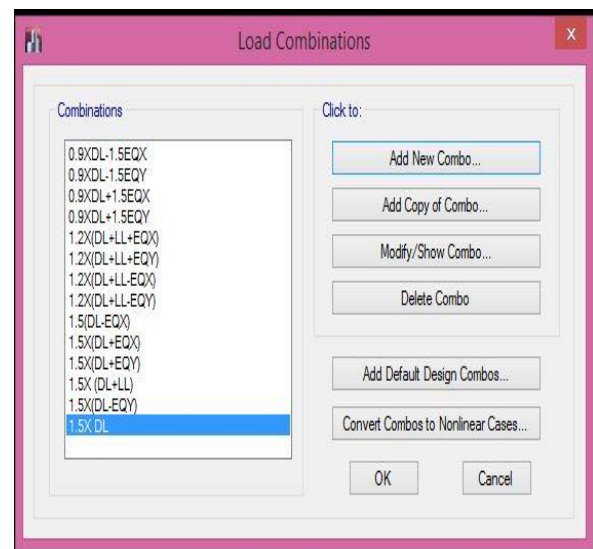 Load Combinations
x
Combinations
0.9XDL-1.5EQX
0.9XDL-1.5EQY
0.9XDL+1.5EQX
0.9XDL+1.5EQY
1.2X(DL+LL+EQX)
1.2X(DL+LL+EQY)
1.2X(DL+LL-EQX)
1.2X(DL+LL-EQY)
1.5(DL-EQX)
1.5X(DL+EQX)
1.5X(DL+EQY)
1.5X (DL+LL)
1.5X(DL-EQY)
1.5X DL
Click to:
Add New Combo...
Add Copy of Combo...
Modify/Show Combo...
Delete Combo
Add Default Design Combos...
Convert Combos to Nonlinear Cases...
OK
Cancel